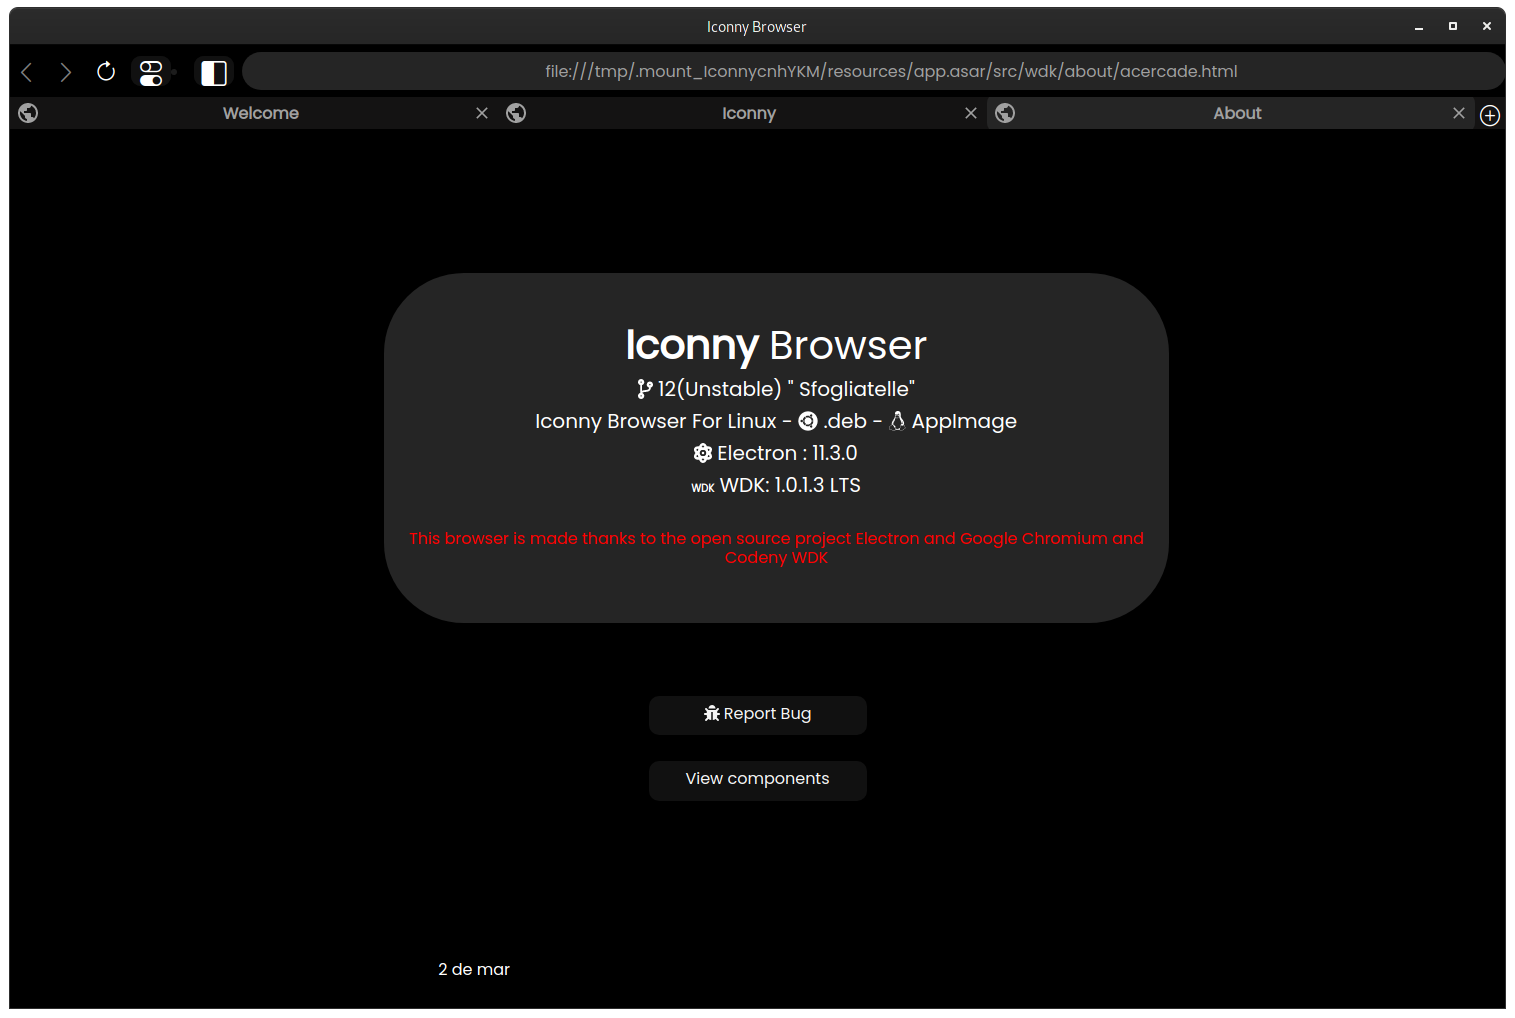 Iconny Browser
file:///tmp/.mount_IconnycnhYKM/resources/app.asar/src/wdk/about/acercade.html
Welcome
Iconny
About
Iconny Browser
12(Unstable) " Sfogliatelle"
Iconny Browser For Linux - .deb - AppImage
Electron : 11.3.0
WDK WDK: 1.0.1.3 LTS
This browser is made thanks to the open source project Electron and Google Chromium and
Codeny WDK
Report Bug
View components
2 de mar